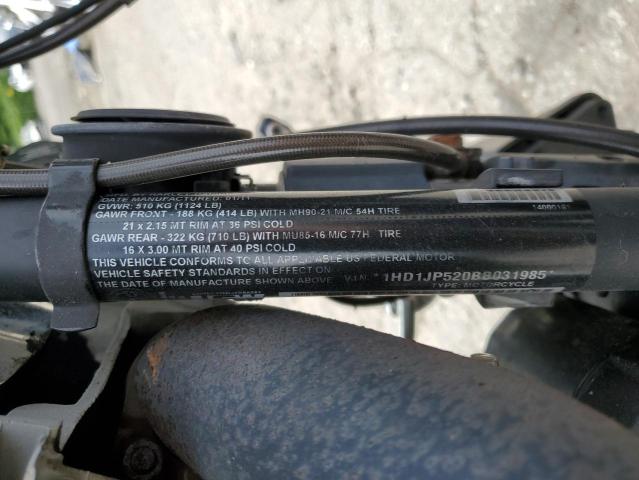 DATE MANUFACTURED: 01/11
GVWR: 510 KG (1124 LB)
GAWR FRONT - 188 KG (414 LB) WITH MH90-21 M/C 54H TIRE
21 x 2.15 MT RIM AT 36 PSI COLD
GAWR REAR - 322 KG (710 LB) WITH MU85-16 M/C 77H TIRE
16 X 3.00 MT RIM AT 40 PSI COLD
THIS VEHICLE CONFORMS TO ALL APPLICABLE US FEDERAL MOTOR
VEHICLE SAFETY STANDARDS IN EFFECT ON
THE DATE OF MANUFACTURE SHOWN ABOVE
V.I.N. *1HD1JP520BB031985*
TYPE: MOTORCYCLE